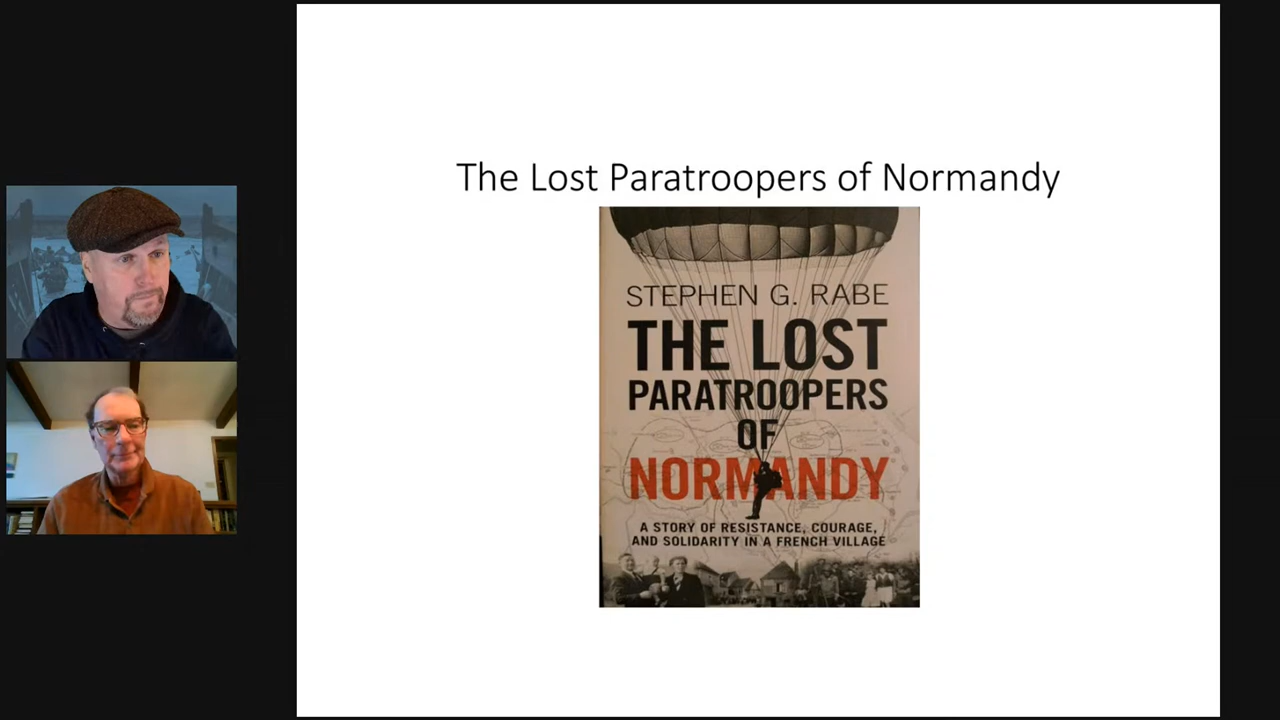 The Lost Paratroopers of Normandy
STEPHEN G. RABE
THE LOST
PARATROOPERS
OF
NORMANDY
A STORY OF RESISTANCE, COURAGE,
AND SOLIDARITY IN A FRENCH VILLAGE